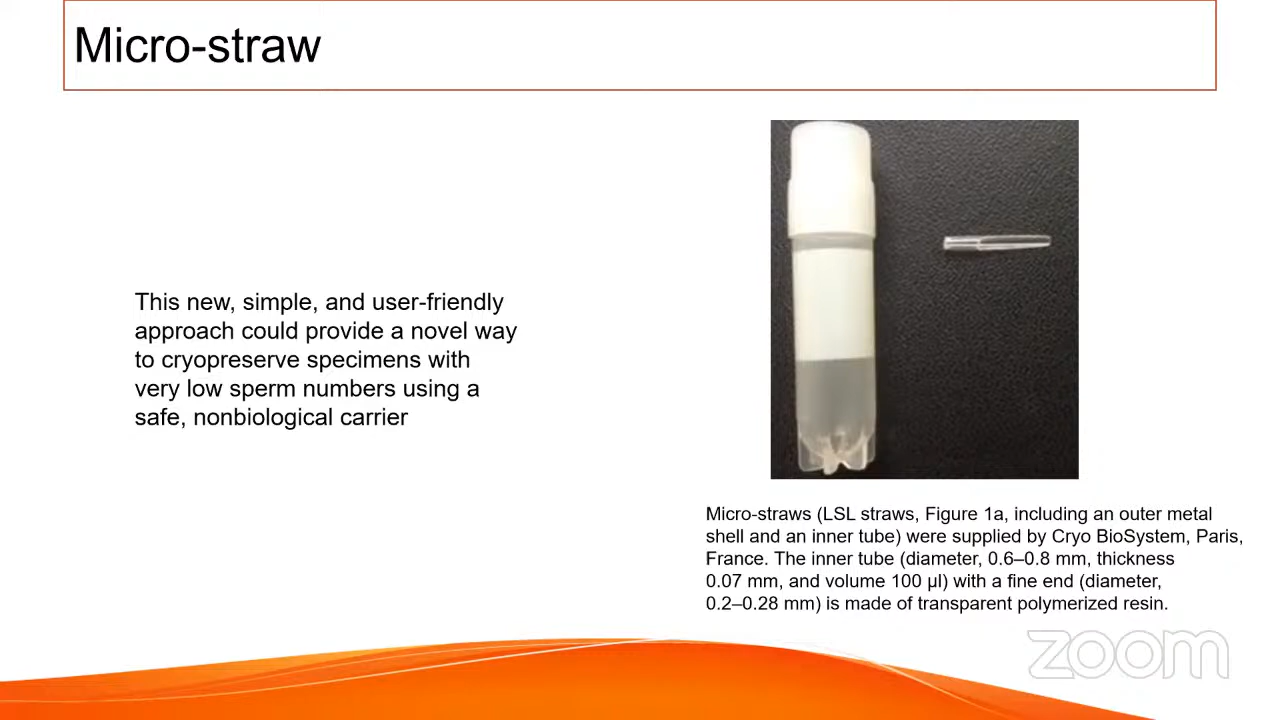 Micro-straw
This new, simple, and user-friendly
approach could provide a novel way
to cryopreserve specimens with
very low sperm numbers using a
safe, nonbiological carrier
Micro-straws (LSL straws, Figure 1a, including an outer metal
shell and an inner tube) were supplied by Cryo BioSystem, Paris,
France. The inner tube (diameter, 0.6–0.8 mm, thickness
0.07 mm, and volume 100 µl) with a fine end (diameter,
0.2–0.28 mm) is made of transparent polymerized resin.
zoom